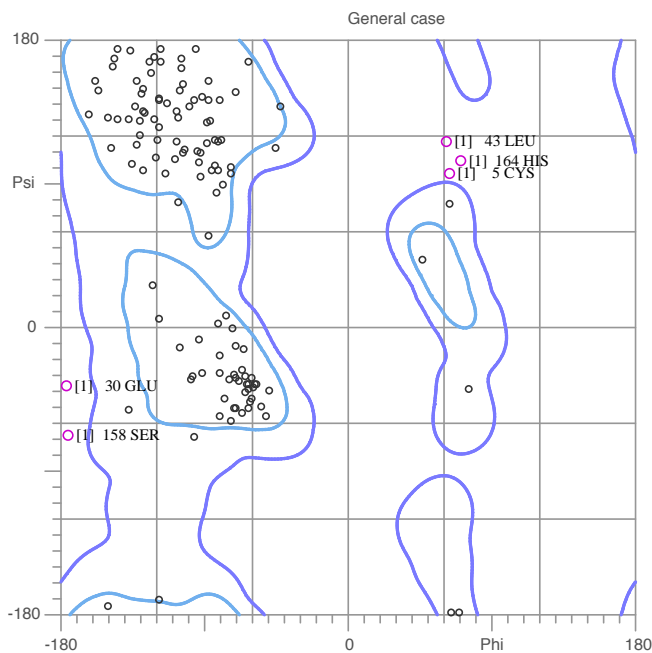 General case
180
[1] 43 LEU
[1] 164 HIS
[1] 5 CYS
Psi
0
[1] 30 GLU
[1] 158 SER
-180
-180 0 Phi 180